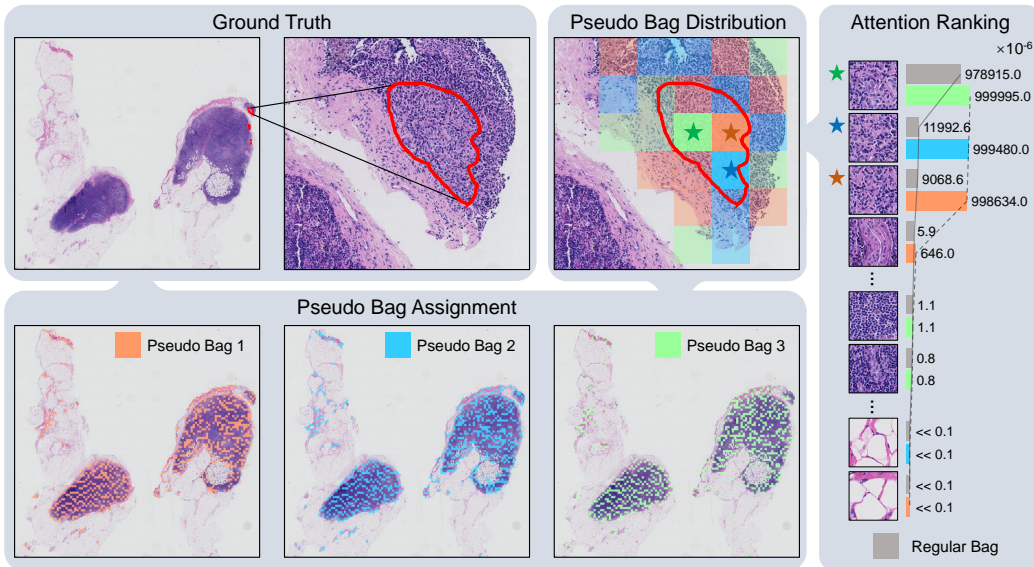 Ground Truth
Pseudo Bag Distribution
Attention Ranking
×10⁻⁶
978915.0
999995.0
11992.6
999480.0
9068.6
998634.0
5.9
646.0
...
1.1
1.1
0.8
0.8
...
<< 0.1
<< 0.1
<< 0.1
<< 0.1
Regular Bag
Pseudo Bag Assignment
Pseudo Bag 1
Pseudo Bag 2
Pseudo Bag 3